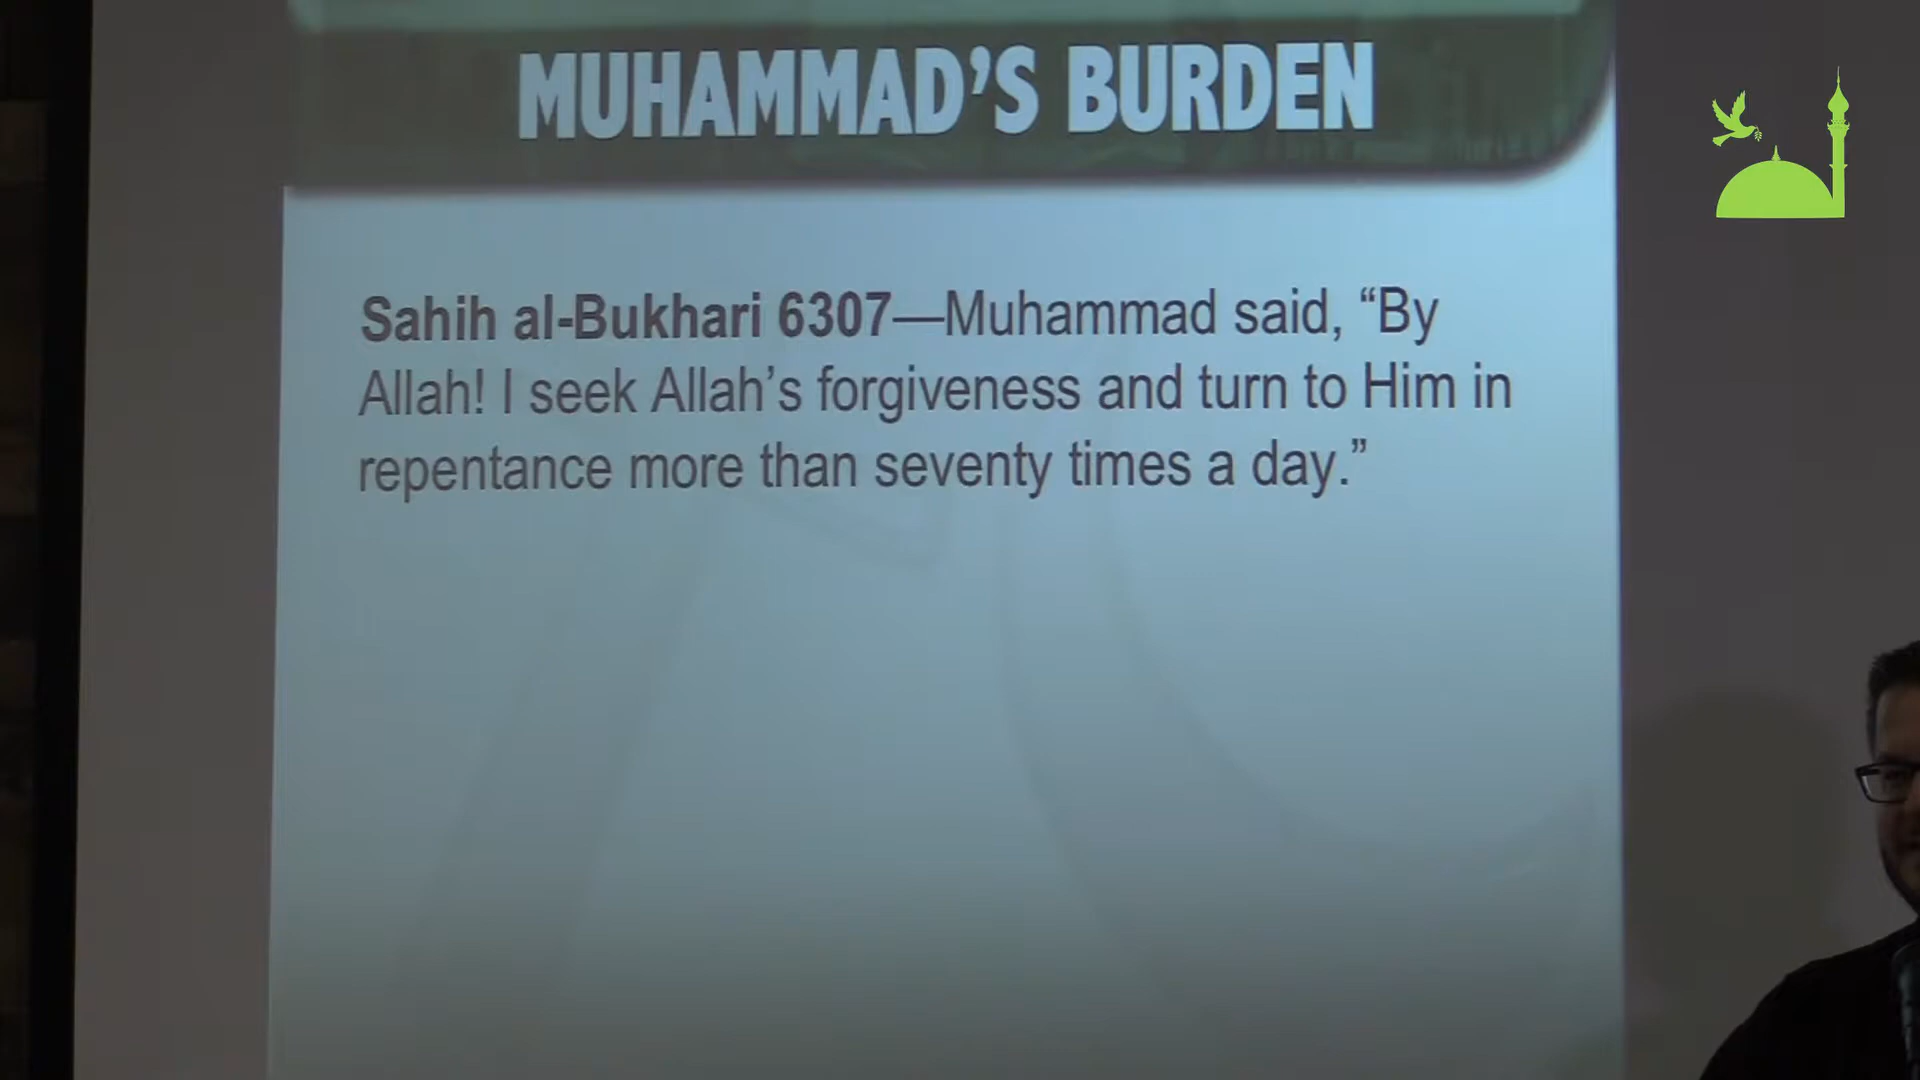 MUHAMMAD’S BURDEN
Sahih al-Bukhari 6307—Muhammad said, “By
Allah! I seek Allah’s forgiveness and turn to Him in
repentance more than seventy times a day.”